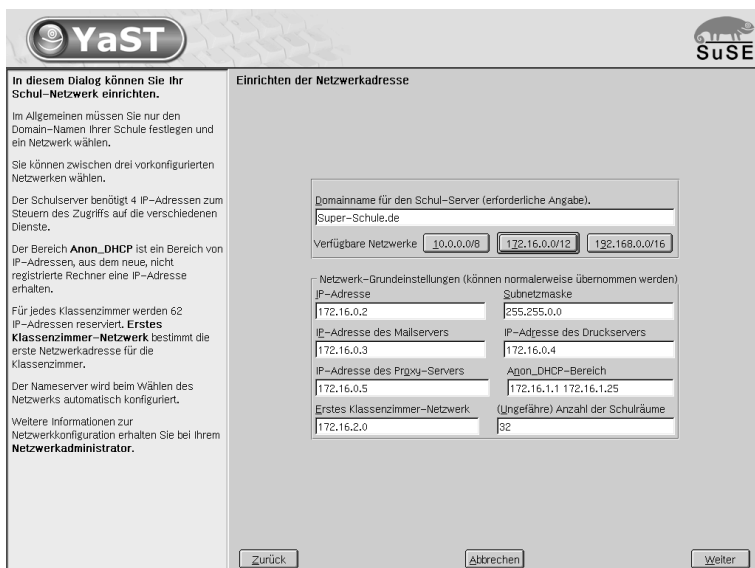 YaST
SuSE
In diesem Dialog können Sie Ihr
Schul-Netzwerk einrichten.
Im Allgemeinen müssen Sie nur den
Domain-Namen Ihrer Schule festlegen und
ein Netzwerk wählen.
Sie können zwischen drei vorkonfigurierten
Netzwerken wählen.
Der Schulserver benötigt 4 IP-Adressen zum
Steuern des Zugriffs auf die verschiedenen
Dienste.
Der Bereich Anon_DHCP ist ein Bereich von
IP-Adressen, aus dem neue, nicht
registrierte Rechner eine IP-Adresse
erhalten.
Für jedes Klassenzimmer werden 62
IP-Adressen reserviert. Erstes
Klassenzimmer-Netzwerk bestimmt die
erste Netzwerkadresse für die
Klassenzimmer.
Der Nameserver wird beim Wählen des
Netzwerks automatisch konfiguriert.
Weitere Informationen zur
Netzwerkkonfiguration erhalten Sie bei Ihrem
Netzwerkadministrator.
Einrichten der Netzwerkadresse
Domainname für den Schul-Server (erforderliche Angabe).
Super-Schule.de
Verfügbare Netzwerke 10.0.0.0/8 172.16.0.0/12 192.168.0.0/16
Netzwerk-Grundeinstellungen (können normalerweise übernommen werden)
IP-Adresse Subnetzmaske
172.16.0.2 255.255.0.0
IP-Adresse des Mailservers IP-Adresse des Druckservers
172.16.0.3 172.16.0.4
IP-Adresse des Proxy-Servers Anon_DHCP-Bereich
172.16.0.5 172.16.1.1 172.16.1.25
Erstes Klassenzimmer-Netzwerk (Ungefähre) Anzahl der Schulräume
172.16.2.0 32
Zurück Abbrechen Weiter